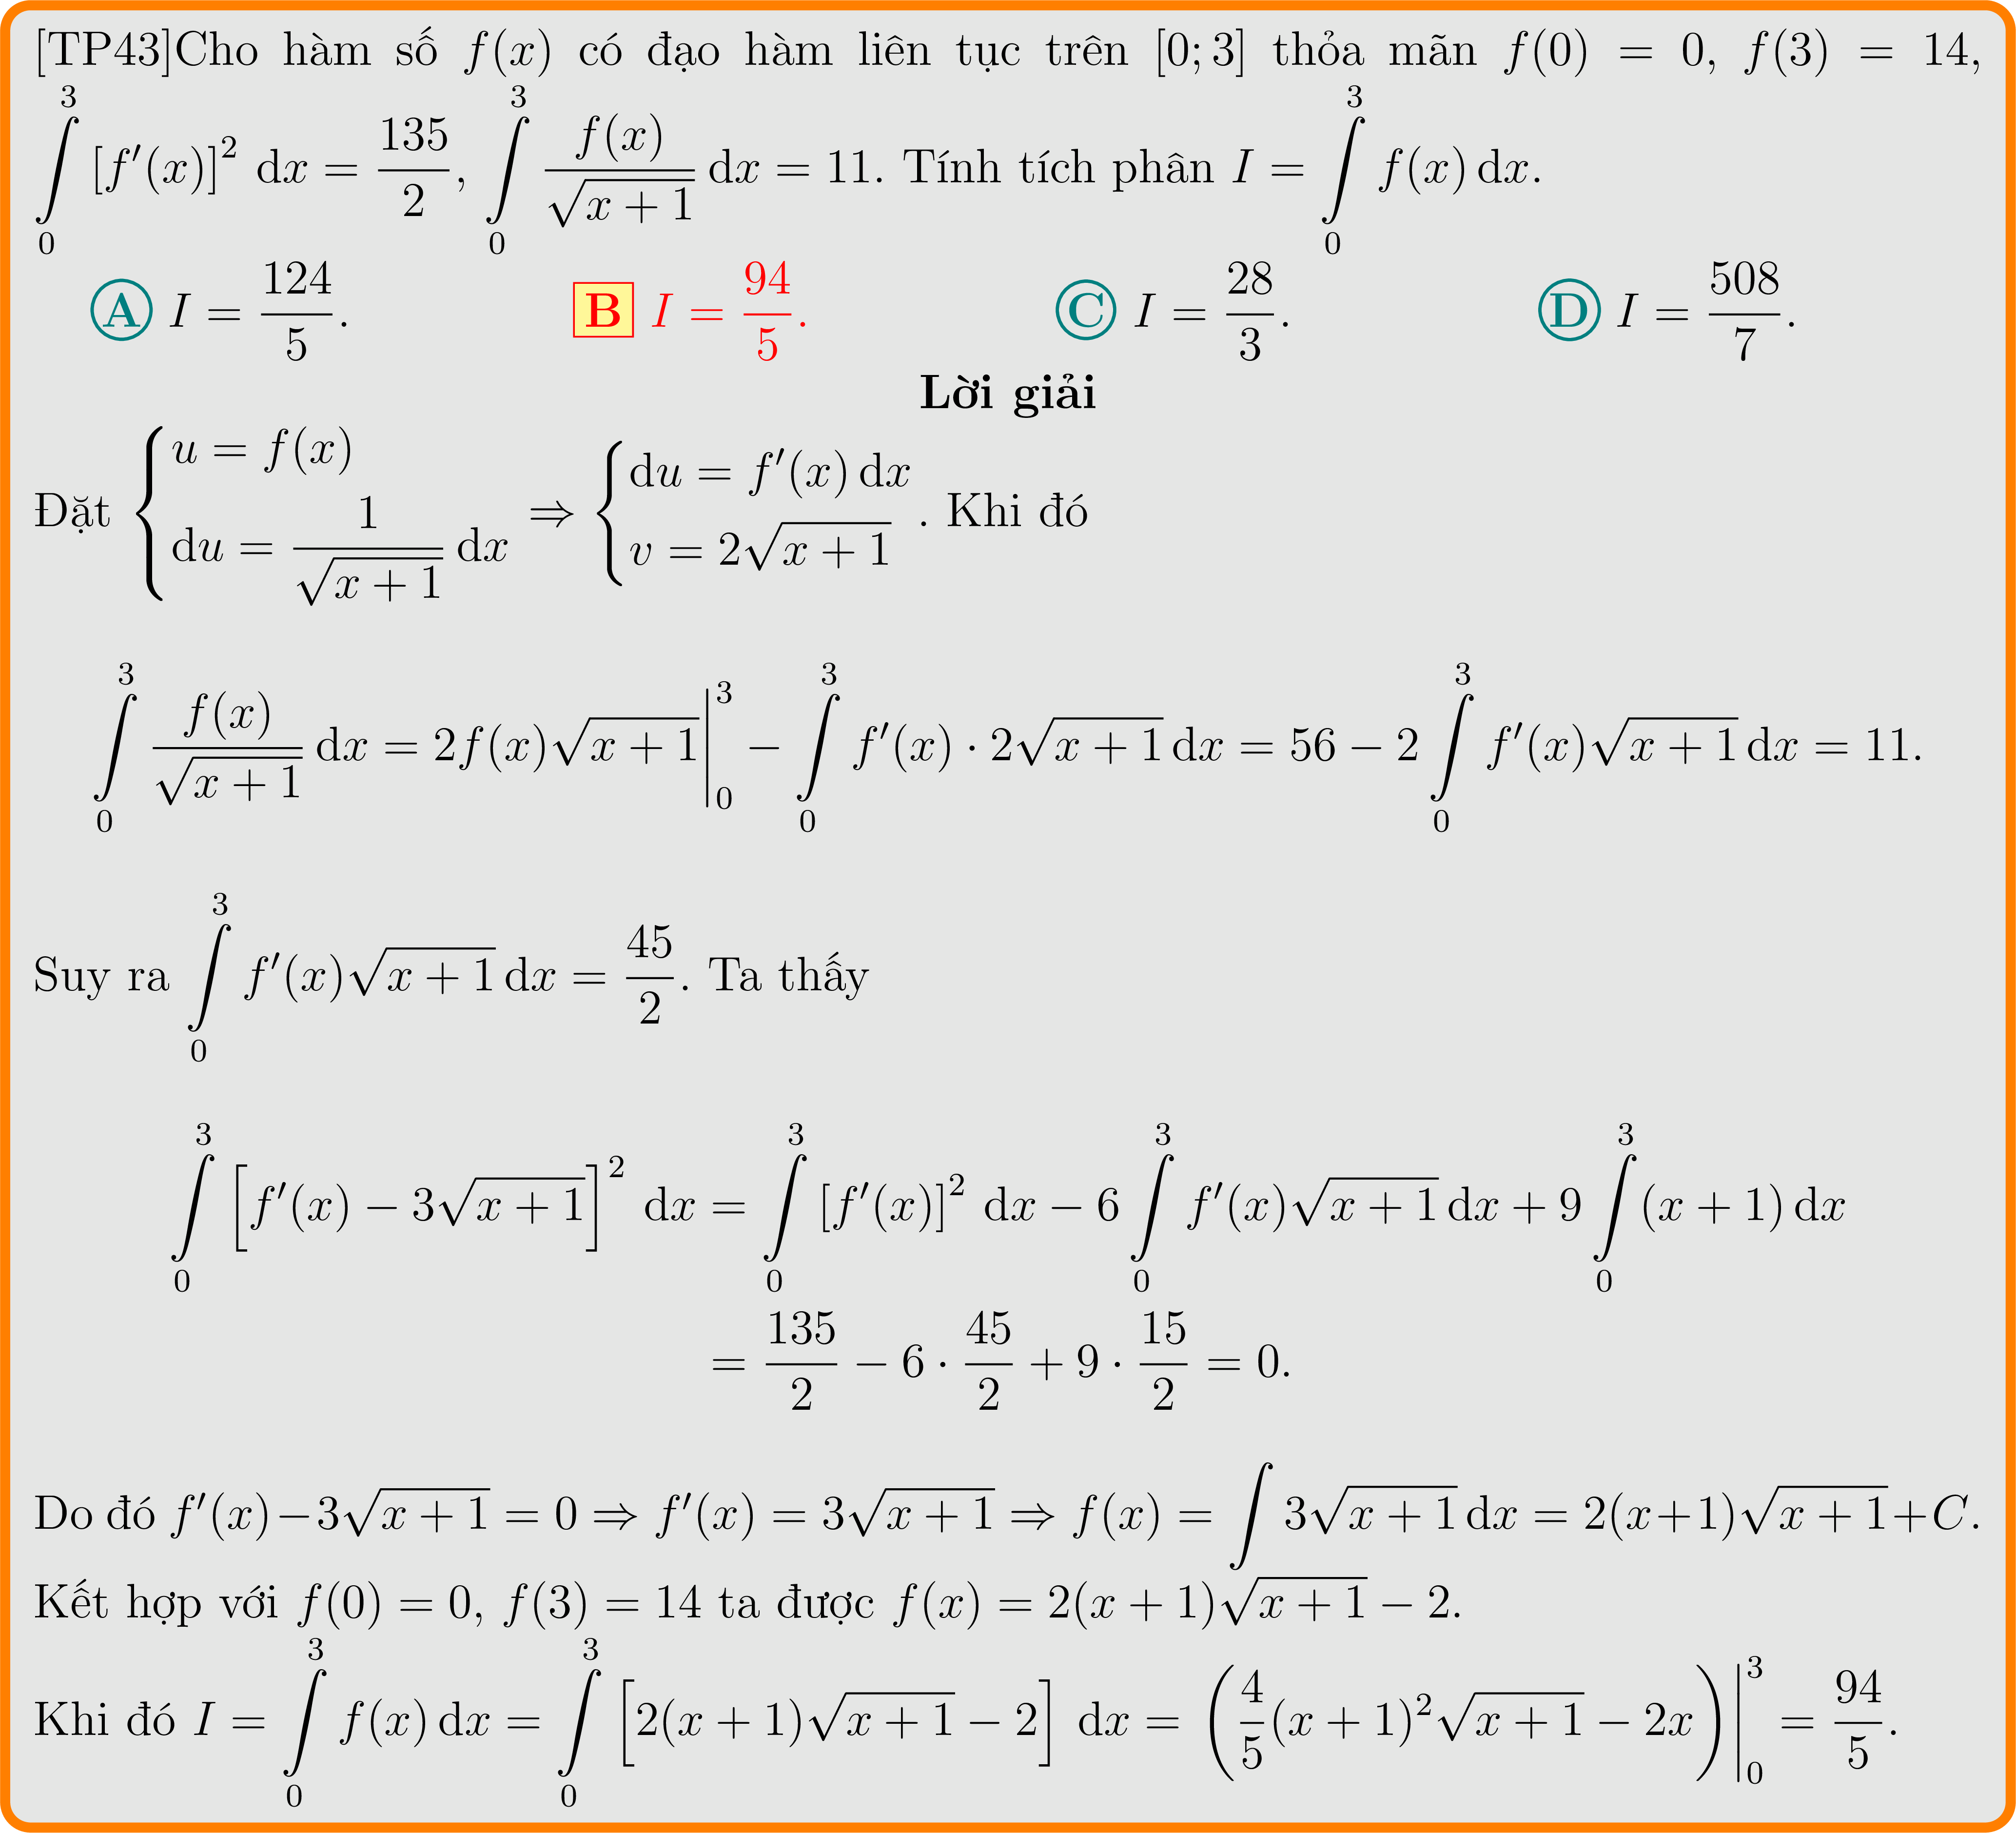 [TP43]Cho hàm số $f(x)$ có đạo hàm liên tục trên $[0; 3]$ thỏa mãn $f(0) = 0$, $f(3) = 14$,
$\int\limits_0^3 [f'(x)]^2 \, \mathrm{d}x = \frac{135}{2}$, $\int\limits_0^3 \frac{f(x)}{\sqrt{x+1}} \, \mathrm{d}x = 11$. Tính tích phân $I = \int\limits_0^3 f(x) \, \mathrm{d}x$.
A $I = \frac{124}{5}$. B $I = \frac{94}{5}$. C $I = \frac{28}{3}$. D $I = \frac{508}{7}$.
Lời giải
Đặt $\begin{cases} u = f(x) \\ \mathrm{d}u = \frac{1}{\sqrt{x+1}} \, \mathrm{d}x \end{cases} \Rightarrow \begin{cases} \mathrm{d}u = f'(x) \, \mathrm{d}x \\ v = 2\sqrt{x+1} \end{cases}$. Khi đó
$\int\limits_0^3 \frac{f(x)}{\sqrt{x+1}} \, \mathrm{d}x = 2f(x)\sqrt{x+1}\Big|_0^3 - \int\limits_0^3 f'(x) \cdot 2\sqrt{x+1} \, \mathrm{d}x = 56 - 2\int\limits_0^3 f'(x)\sqrt{x+1} \, \mathrm{d}x = 11.$
Suy ra $\int\limits_0^3 f'(x)\sqrt{x+1} \, \mathrm{d}x = \frac{45}{2}$. Ta thấy
$\int\limits_0^3 \left[f'(x) - 3\sqrt{x+1}\right]^2 \, \mathrm{d}x = \int\limits_0^3 [f'(x)]^2 \, \mathrm{d}x - 6\int\limits_0^3 f'(x)\sqrt{x+1} \, \mathrm{d}x + 9\int\limits_0^3 (x+1) \, \mathrm{d}x$
$= \frac{135}{2} - 6 \cdot \frac{45}{2} + 9 \cdot \frac{15}{2} = 0.$
Do đó $f'(x) - 3\sqrt{x+1} = 0 \Rightarrow f'(x) = 3\sqrt{x+1} \Rightarrow f(x) = \int 3\sqrt{x+1} \, \mathrm{d}x = 2(x+1)\sqrt{x+1} + C.$
Kết hợp với $f(0) = 0$, $f(3) = 14$ ta được $f(x) = 2(x+1)\sqrt{x+1} - 2.$
Khi đó $I = \int\limits_0^3 f(x) \, \mathrm{d}x = \int\limits_0^3 \left[2(x+1)\sqrt{x+1} - 2\right] \, \mathrm{d}x = \left(\frac{4}{5}(x+1)^2\sqrt{x+1} - 2x\right)\Big|_0^3 = \frac{94}{5}.$